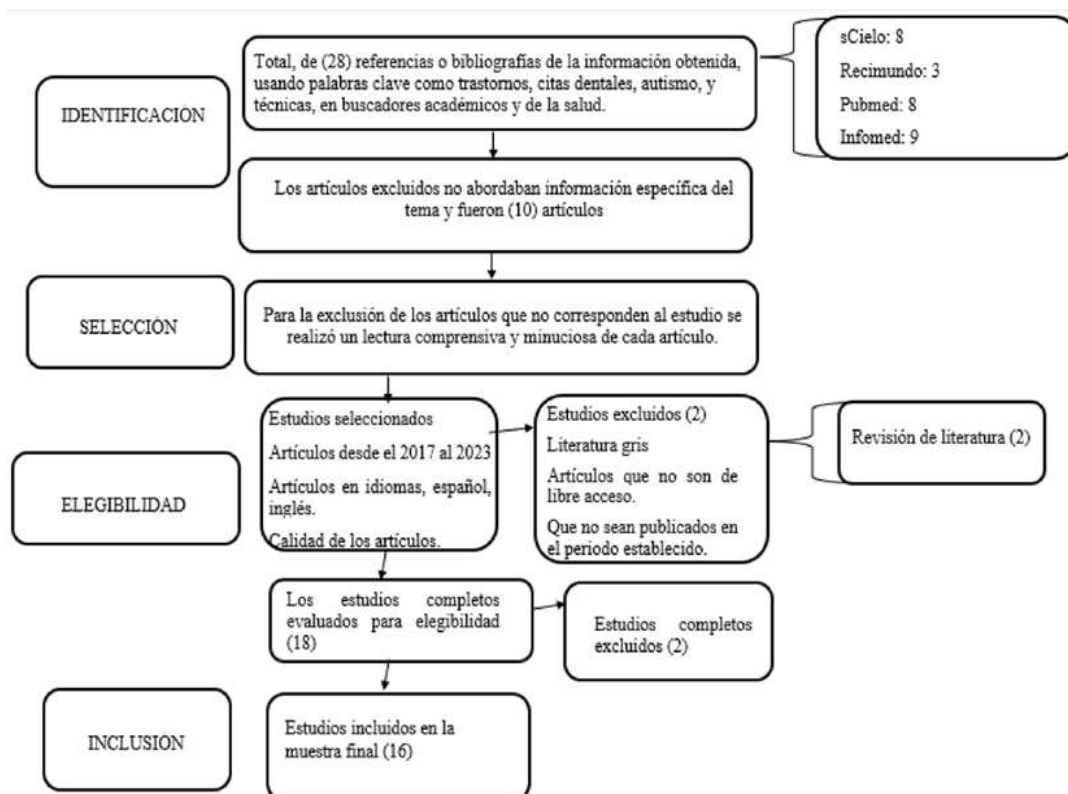 IDENTIFICACIÓN
Total, de (28) referencias o bibliografías de la información obtenida,
usando palabras clave como trastornos, citas dentales, autismo, y
técnicas, en buscadores académicos y de la salud.
sCielo: 8
Recimundo: 3
Pubmed: 8
Infomed: 9
Los artículos excluidos no abordaban información específica del
tema y fueron (10) artículos
SELECCIÓN
Para la exclusión de los artículos que no corresponden al estudio se
realizó un lectura comprensiva y minuciosa de cada artículo.
ELEGIBILIDAD
Estudios seleccionados
Artículos desde el 2017 al 2023
Artículos en idiomas, español,
inglés.
Calidad de los artículos.
Estudios excluidos (2)
Literatura gris
Artículos que no son de
libre acceso.
Que no sean publicados en
el periodo establecido.
Revisión de literatura (2)
Los estudios completos
evaluados para elegibilidad
(18)
Estudios completos
excluidos (2)
INCLUSIÓN
Estudios incluidos en la
muestra final (16)